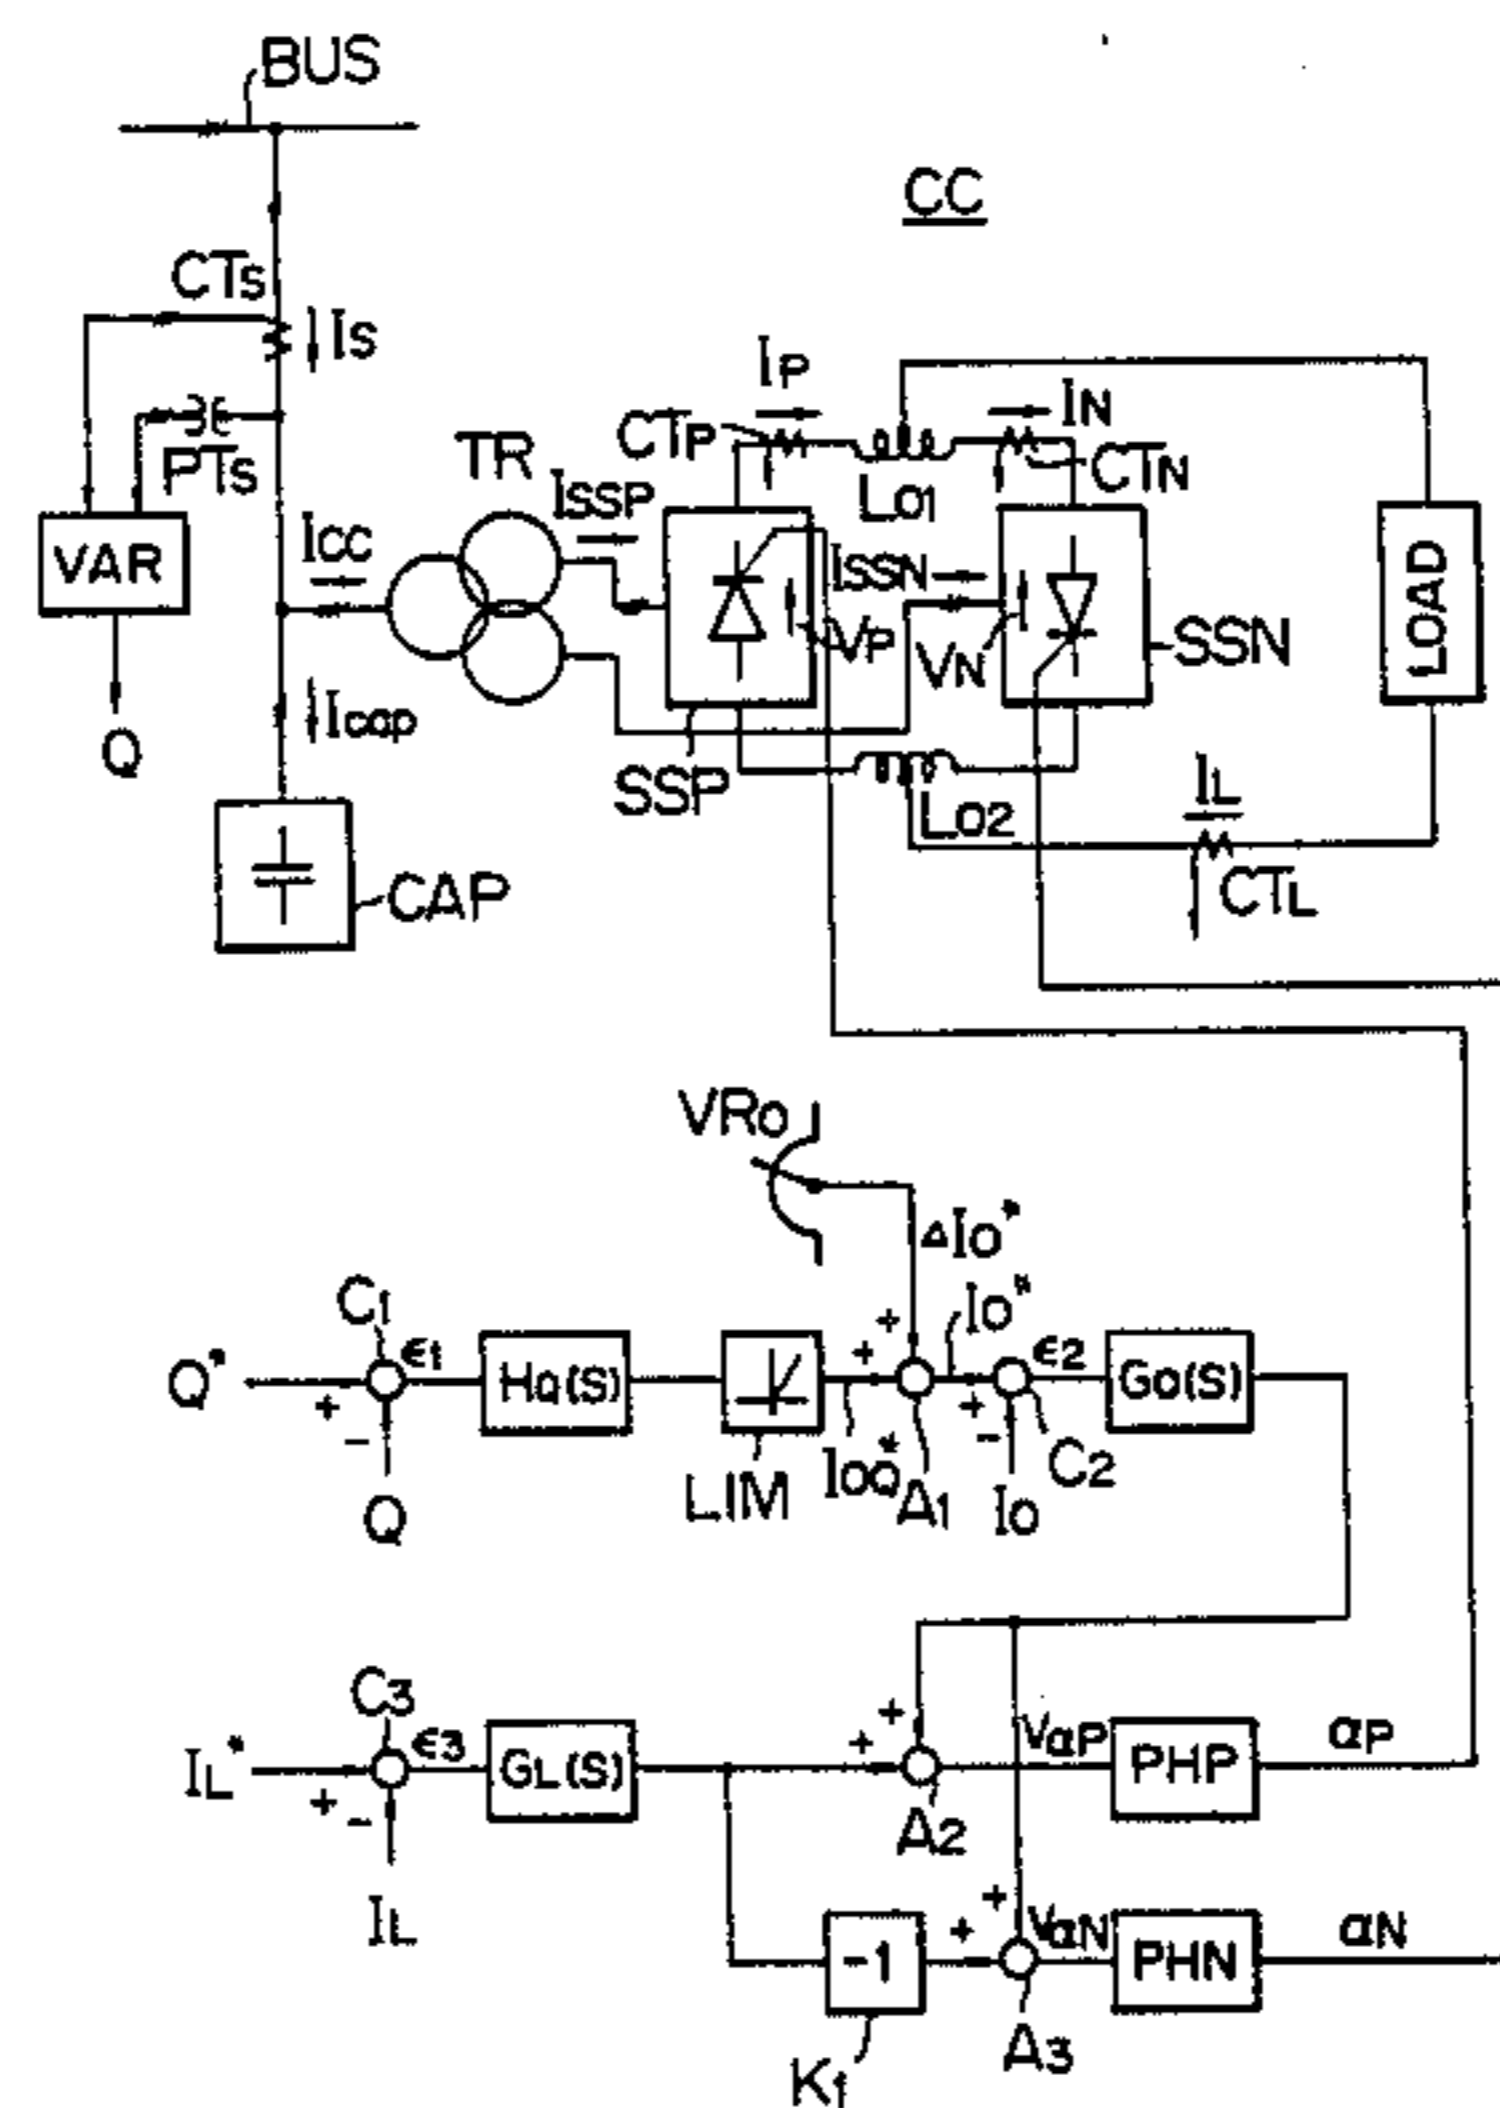 BUS
CC
CTS
IS
IP
IN
CTP
CTN
PTS
TR
ISSP
LO1
VAR
ICC
ISSN
LOAD
VP
VN
SSN
Icap
Q
SSP
LO2
IL
CAP
CTL
VRO
ΔIO*
C1
IO*
Q*
ϵ1
HQ(S)
+
+
ϵ2
GO(S)
+
-
+
-
LIM
IOQ*
A1
C2
Q
IO
C3
IL*
ϵ3
GL(S)
+
+
VαP
PHP
αP
+
-
A2
IL
+
+
VαN
αN
-1
PHN
K1
A3